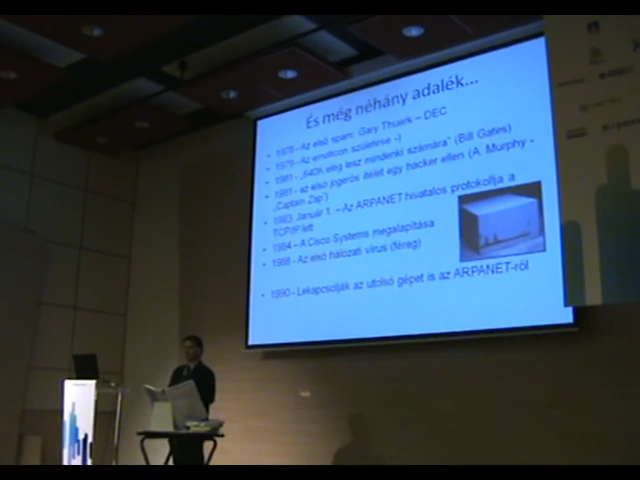 És még néhány adalék...
• 1978 - Az első spam: Gary Thuerk – DEC
• 1979 - Az emoticon születése -)
• 1981 - „640K elég lesz mindenki számára” (Bill Gates)
• 1981 - az első jogerős ítélet egy hacker ellen (A. Murphy -
„Captain Zap”)
• 1983. Január 1. – Az ARPANET hivatalos protokollja a
TCP/IP lett
• 1984 – A Cisco Systems megalapítása
• 1988 - Az első hálózati vírus (féreg)
• 1990 - Lekapcsolják az utolsó gépet is az ARPANET-ről